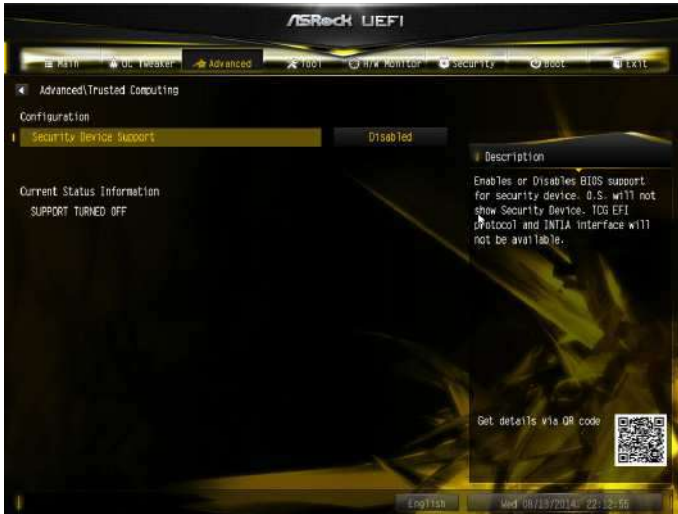 ASRock UEFI
Main OC Tweaker Advanced Tool H/W Monitor Security Boot Exit
Advanced\Trusted Computing
Configuration
Security Device Support Disabled
Current Status Information
SUPPORT TURNED OFF
Description
Enables or Disables BIOS support
for security device. O.S. will not
show Security Device. TCG EFI
protocol and INT1A interface will
not be available.
Get details via QR code
English Wed 08/13/2014, 22:12:55